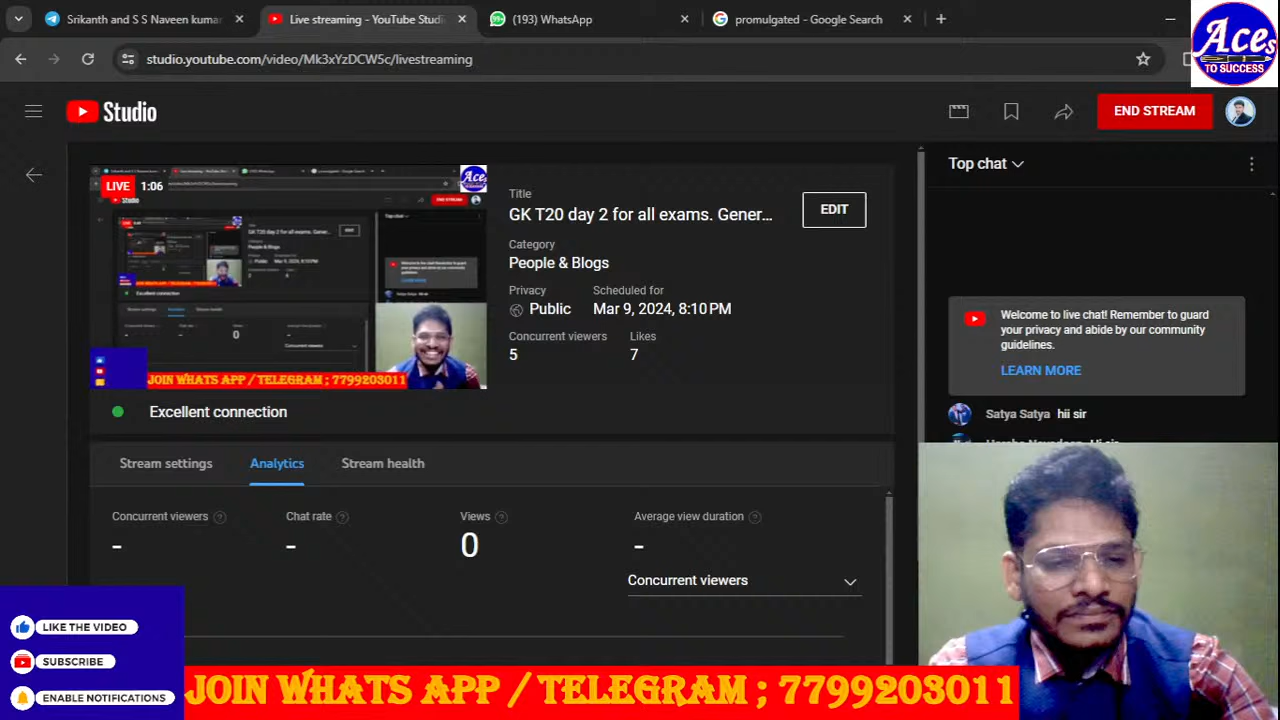 Srikanth and S S Naveen kumar
Live streaming - YouTube Studi
(193) WhatsApp
promulgated - Google Search
studio.youtube.com/video/Mk3xYzDCW5c/livestreaming
Aces
TO SUCCESS
Studio
END STREAM
LIVE 1:06
JOIN WHATS APP / TELEGRAM ; 7799203011
Title
GK T20 day 2 for all exams. Gener...
EDIT
Category
People & Blogs
Privacy
Public
Scheduled for
Mar 9, 2024, 8:10 PM
Concurrent viewers
5
Likes
7
Excellent connection
Top chat
Welcome to live chat! Remember to guard
your privacy and abide by our community
guidelines.
LEARN MORE
Satya Satya hii sir
Stream settings
Analytics
Stream health
Concurrent viewers
-
Chat rate
-
Views
0
Average view duration
-
Concurrent viewers
LIKE THE VIDEO
SUBSCRIBE
ENABLE NOTIFICATIONS
JOIN WHATS APP / TELEGRAM ; 7799203011